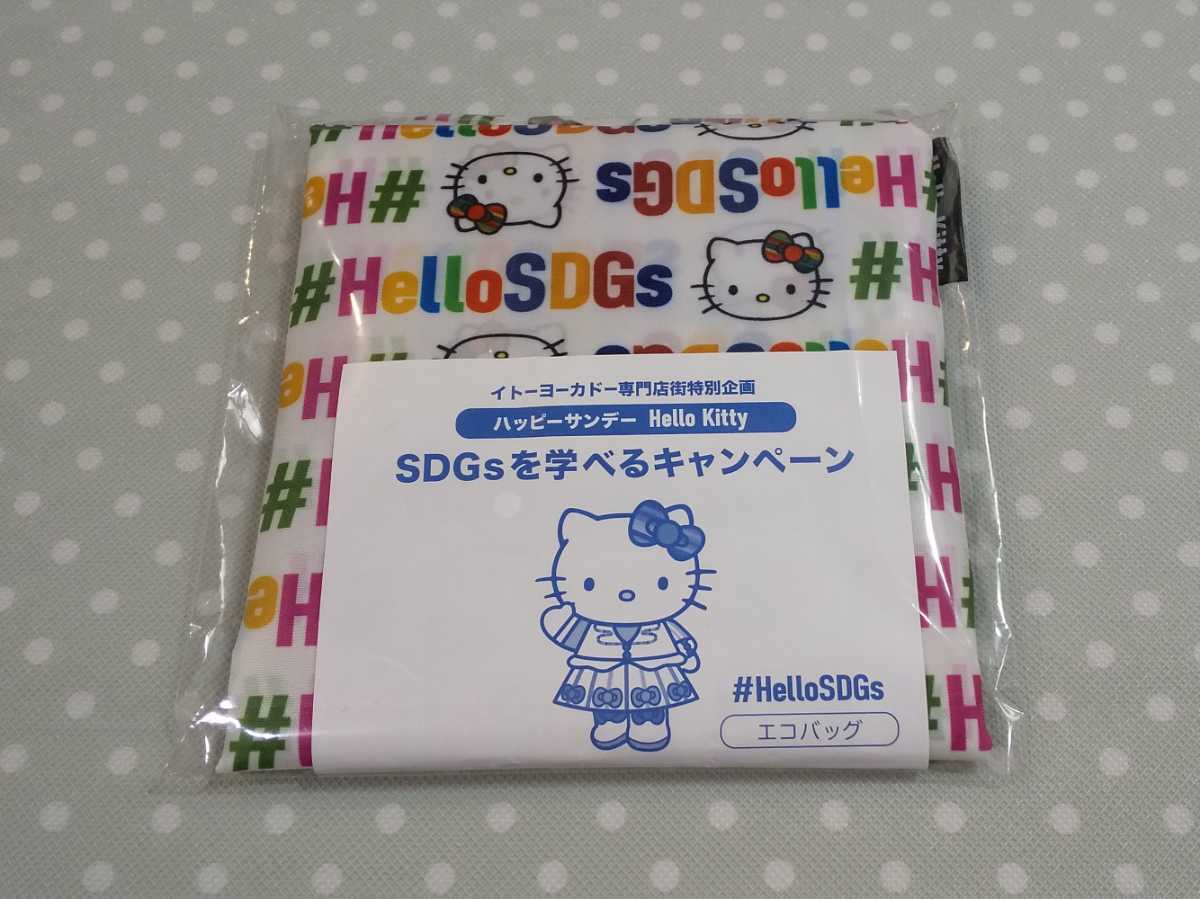 #HelloSDGs
He# HelloSDGs
#HelloSDGs #H
イトーヨーカドー専門店街特別企画
ハッピーサンデー Hello Kitty
SDGsを学べるキャンペーン
#HelloSDGs
エコバッグ